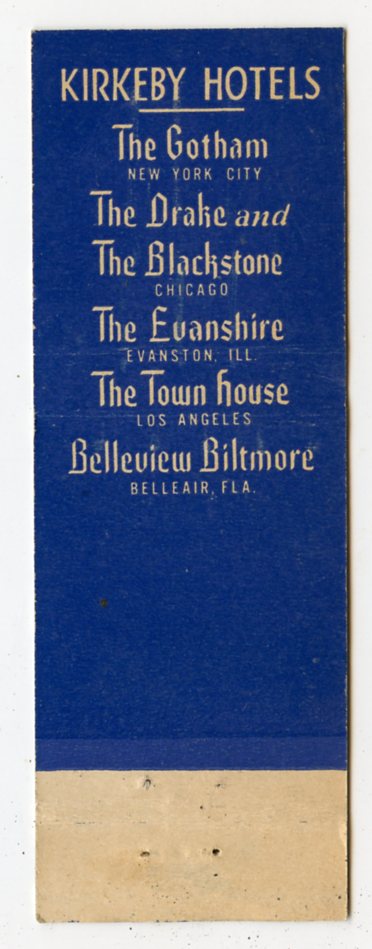 KIRKEBY HOTELS
The Gotham
NEW YORK CITY
The Drake and
The Blackstone
CHICAGO
The Evanshire
EVANSTON, ILL.
The Town House
LOS ANGELES
Belleview Biltmore
BELLEAIR, FLA.